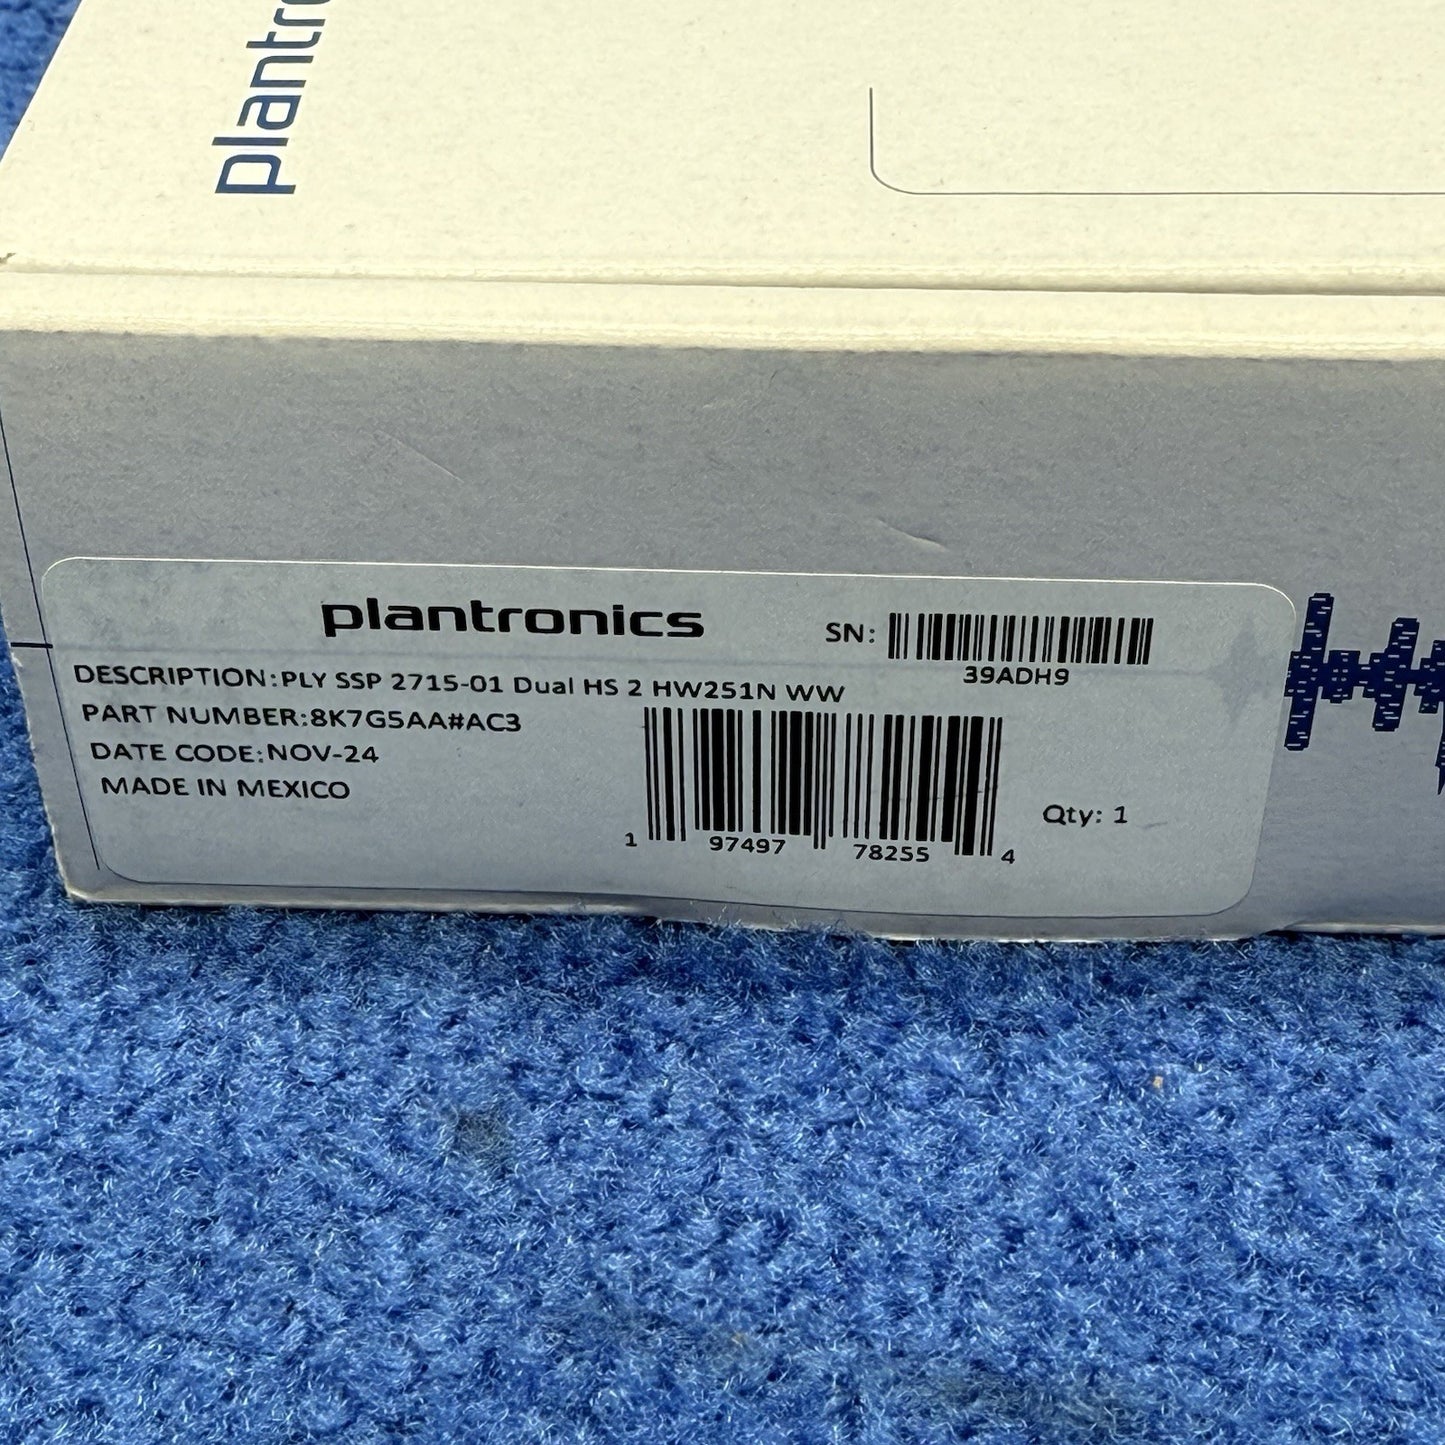 plantro
plantronics
SN:
39ADH9
DESCRIPTION:PLY SSP 2715-01 Dual HS 2 HW251N WW
PART NUMBER:8K7G5AA#AC3
DATE CODE:NOV-24
MADE IN MEXICO
Qty: 1
1 97497 78255 4